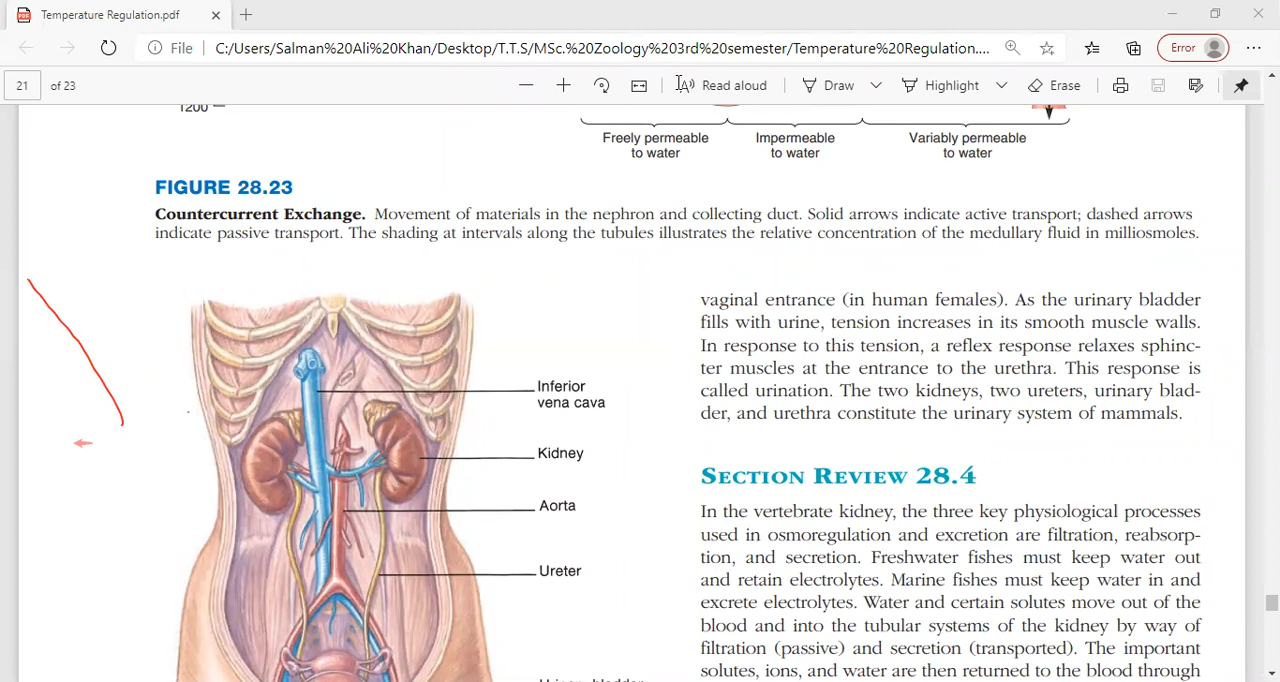 Temperature Regulation.pdf
File
C:/Users/Salman%20Ali%20Khan/Desktop/T.T.S/MSc.%20Zoology%203rd%20semester/Temperature%20Regulation....
Error
21 of 23
Read aloud
Draw
Highlight
Erase
1200
Freely permeable
to water
Impermeable
to water
Variably permeable
to water
FIGURE 28.23
Countercurrent Exchange. Movement of materials in the nephron and collecting duct. Solid arrows indicate active transport; dashed arrows
indicate passive transport. The shading at intervals along the tubules illustrates the relative concentration of the medullary fluid in milliosmoles.
Inferior
vena cava
Kidney
Aorta
Ureter
vaginal entrance (in human females). As the urinary bladder
fills with urine, tension increases in its smooth muscle walls.
In response to this tension, a reflex response relaxes sphinc-
ter muscles at the entrance to the urethra. This response is
called urination. The two kidneys, two ureters, urinary blad-
der, and urethra constitute the urinary system of mammals.
SECTION REVIEW 28.4
In the vertebrate kidney, the three key physiological processes
used in osmoregulation and excretion are filtration, reabsorp-
tion, and secretion. Freshwater fishes must keep water out
and retain electrolytes. Marine fishes must keep water in and
excrete electrolytes. Water and certain solutes move out of the
blood and into the tubular systems of the kidney by way of
filtration (passive) and secretion (transported). The important
solutes, ions, and water are then returned to the blood through